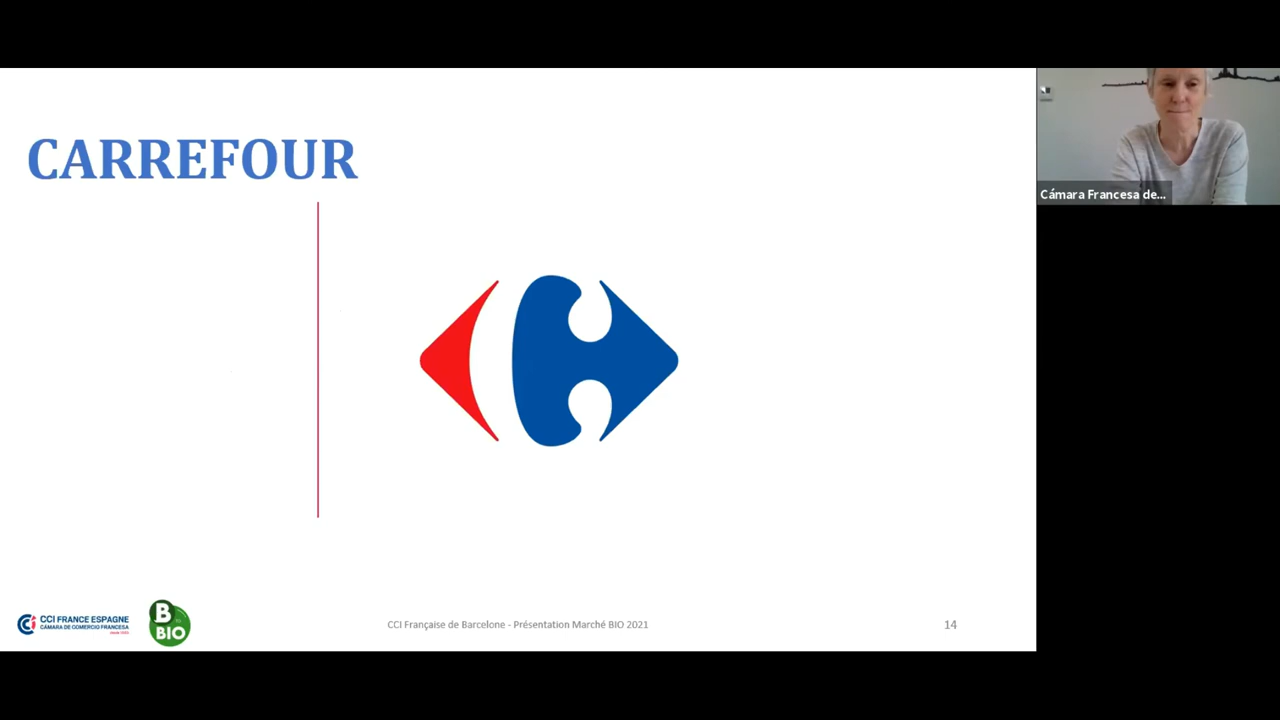 CARREFOUR
Cámara Francesa de...
CCI FRANCE ESPAGNE
CÁMARA DE COMERCIO FRANCESA
B
BIO
CCI Française de Barcelone - Présentation Marché BIO 2021
14